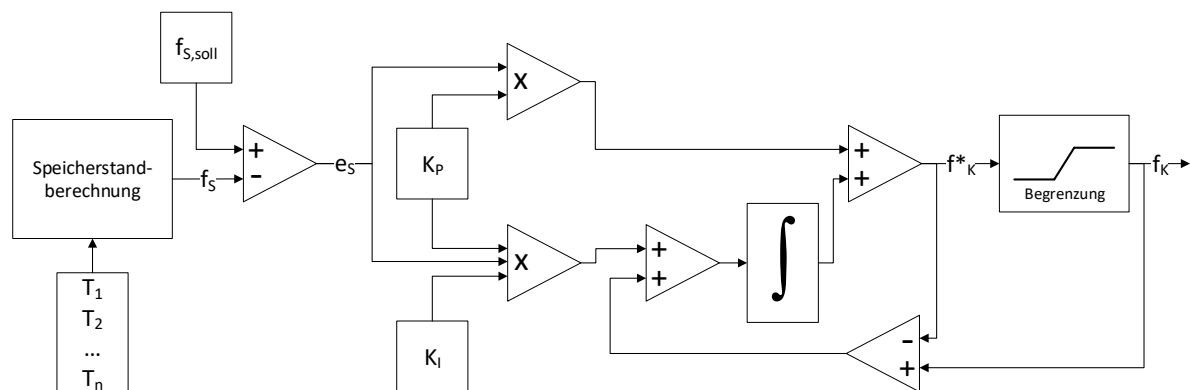 f_S,soll
+
-
Speicherstand-
berechnung
f_S
e_S
T_1
T_2
...
T_n
K_P
K_I
x
x
+
+
∫
+
+
f*_K
Begrenzung
f_K
-
+